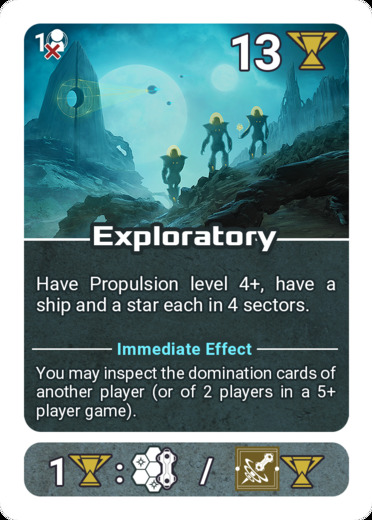 1 13
Exploratory
Have Propulsion level 4+, have a
ship and a star each in 4 sectors.
Immediate Effect
You may inspect the domination cards of
another player (or of 2 players in a 5+
player game).
1 : /